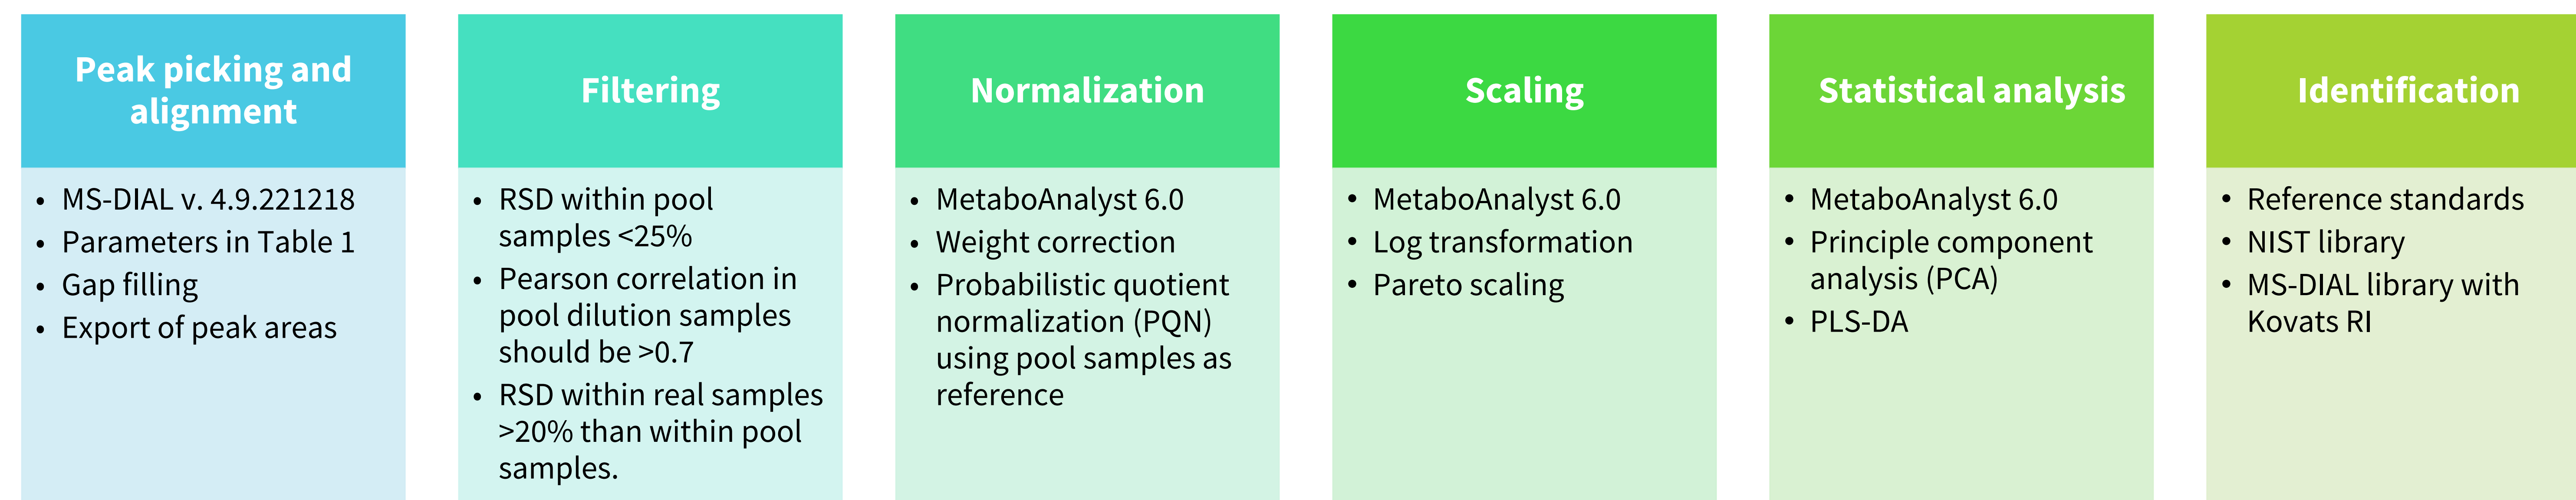 Peak picking and
alignment
• MS-DIAL v. 4.9.221218
• Parameters in Table 1
• Gap filling
• Export of peak areas
Filtering
• RSD within pool
samples <25%
• Pearson correlation in
pool dilution samples
should be >0.7
• RSD within real samples
>20% than within pool
samples.
Normalization
• MetaboAnalyst 6.0
• Weight correction
• Probabilistic quotient
normalization (PQN)
using pool samples as
reference
Scaling
• MetaboAnalyst 6.0
• Log transformation
• Pareto scaling
Statistical analysis
• MetaboAnalyst 6.0
• Principle component
analysis (PCA)
• PLS-DA
Identification
• Reference standards
• NIST library
• MS-DIAL library with
Kovats RI